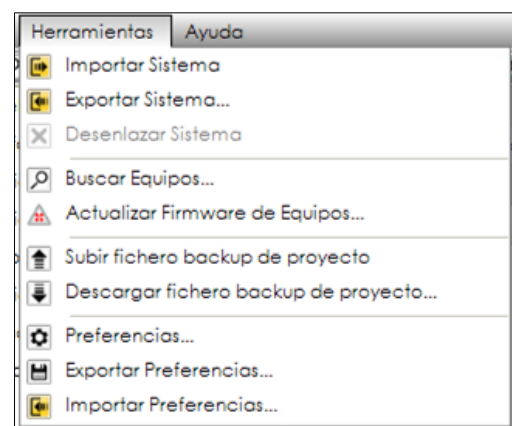 Herramientas Ayuda
Importar Sistema
Exportar Sistema...
Desenlazar Sistema
Buscar Equipos...
Actualizar Firmware de Equipos...
Subir fichero backup de proyecto
Descargar fichero backup de proyecto...
Preferencias...
Exportar Preferencias...
Importar Preferencias...